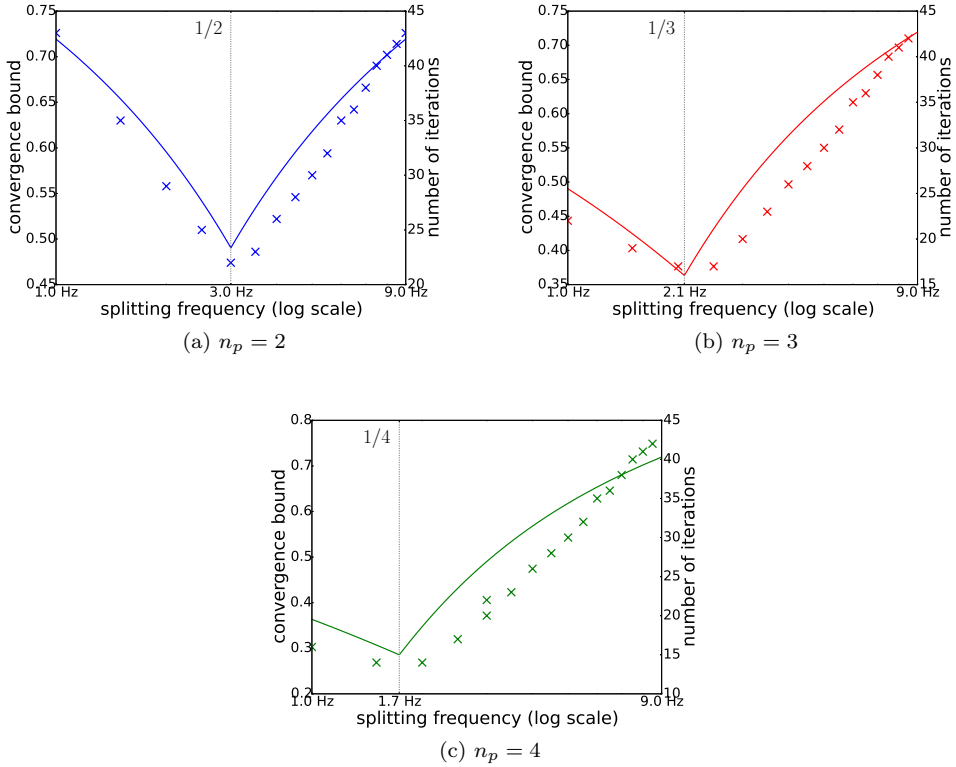 0.75
0.70
0.65
0.60
0.55
0.50
0.45
convergence bound
1/2
45
40
35
30
25
20
number of iterations
1.0 Hz
3.0 Hz
9.0 Hz
splitting frequency (log scale)
(a) n_p = 2
0.75
0.70
0.65
0.60
0.55
0.50
0.45
0.40
0.35
convergence bound
1/3
45
40
35
30
25
20
15
number of iterations
1.0 Hz
2.1 Hz
9.0 Hz
splitting frequency (log scale)
(b) n_p = 3
0.8
0.7
0.6
0.5
0.4
0.3
0.2
convergence bound
1/4
45
40
35
30
25
20
15
10
number of iterations
1.0 Hz
1.7 Hz
9.0 Hz
splitting frequency (log scale)
(c) n_p = 4